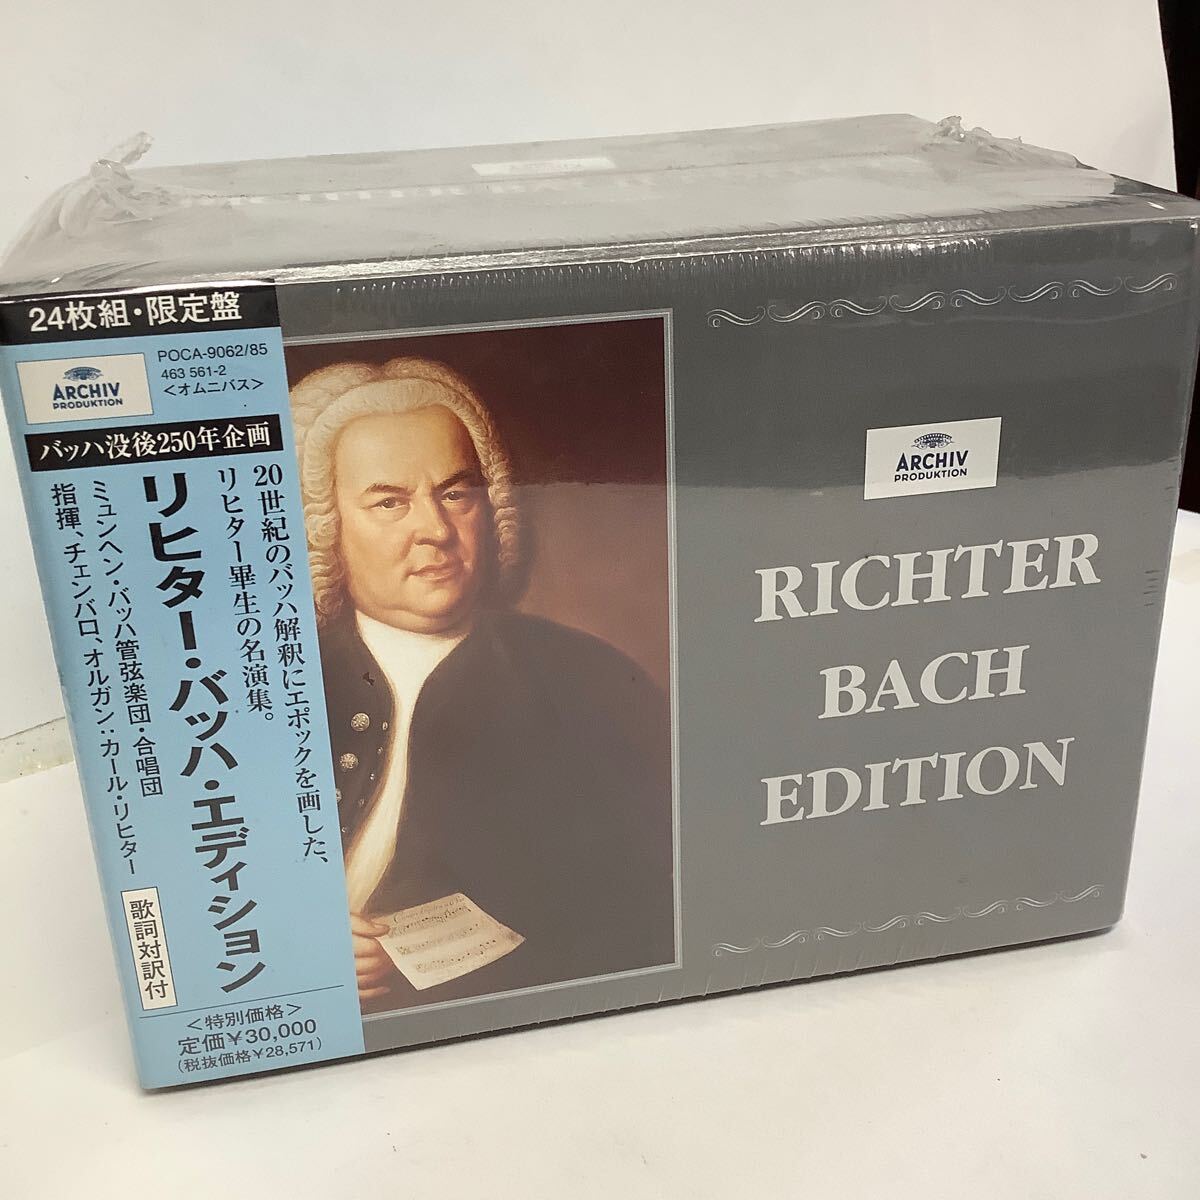 24枚組・限定盤
ARCHIV
PRODUKTION
POCA-9062/85
463 561-2
<オムニバス>
バッハ没後250年企画
20世紀のバッハ解釈にエポックを画した、
リヒター畢生の名演集。
リヒター・バッハ・エディション
ミュンヘン・バッハ管弦楽団・合唱団
指揮、チェンバロ、オルガン:カール・リヒター
歌詞対訳付
<特別価格>
定価¥30,000
(税抜価格¥28,571)
ARCHIV
PRODUKTION
RICHTER
BACH
EDITION